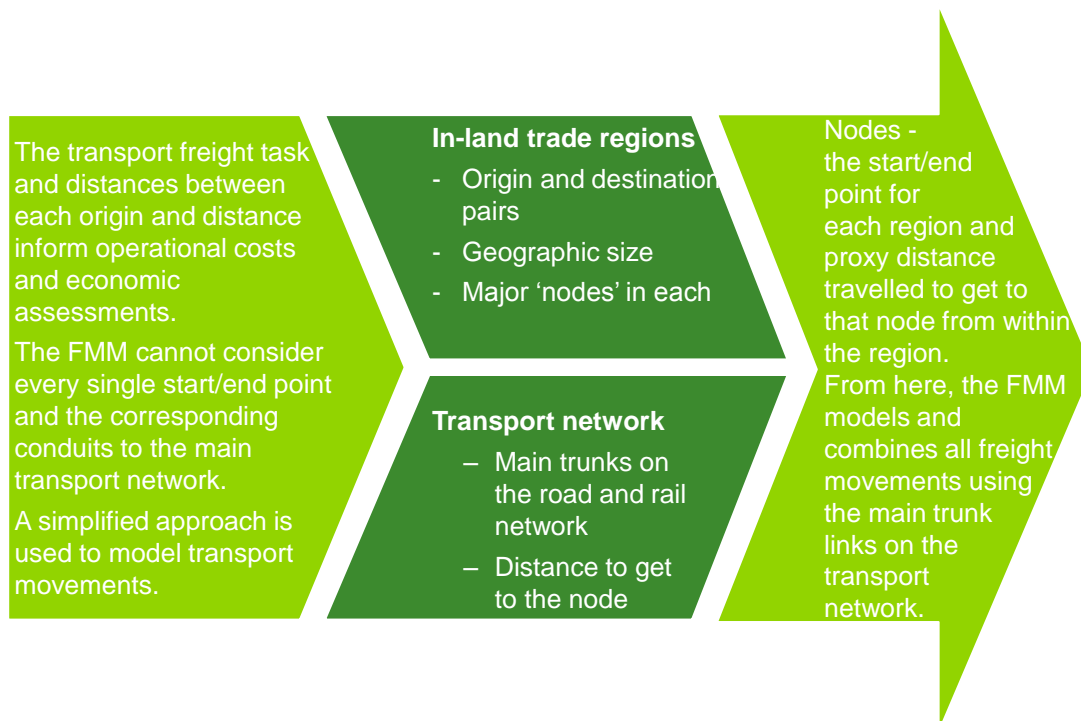 The transport freight task
and distances between
each origin and distance
inform operational costs
and economic
assessments.
The FMM cannot consider
every single start/end point
and the corresponding
conduits to the main
transport network.
A simplified approach is
used to model transport
movements.
In-land trade regions
- Origin and destination
pairs
- Geographic size
- Major ‘nodes’ in each
Transport network
– Main trunks on
the road and rail
network
– Distance to get
to the node
Nodes -
the start/end
point for
each region and
proxy distance
travelled to get to
that node from within
the region.
From here, the FMM
models and
combines all freight
movements using
the main trunk
links on the
transport
network.